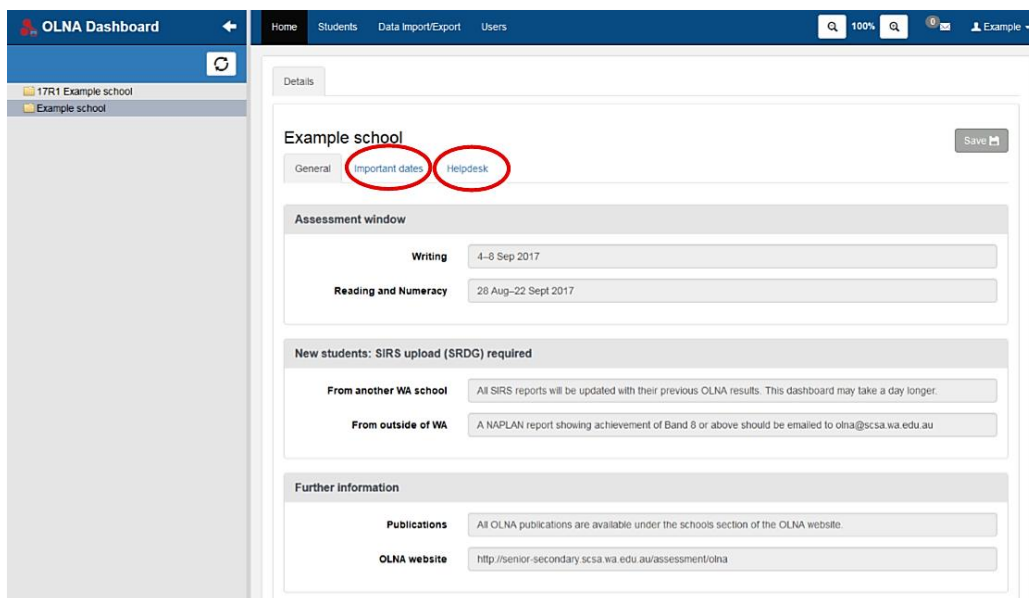 OLNA Dashboard
Home Students Data Import/Export Users 100% 0 Example
17R1 Example school
Example school
Details
Example school
Save
General Important dates Helpdesk
Assessment window
Writing 4–8 Sep 2017
Reading and Numeracy 28 Aug–22 Sept 2017
New students: SIRS upload (SRDG) required
From another WA school All SIRS reports will be updated with their previous OLNA results. This dashboard may take a day longer.
From outside of WA A NAPLAN report showing achievement of Band 8 or above should be emailed to olna@scsa.wa.edu.au
Further information
Publications All OLNA publications are available under the schools section of the OLNA website.
OLNA website http://senior-secondary.scsa.wa.edu.au/assessment/olna